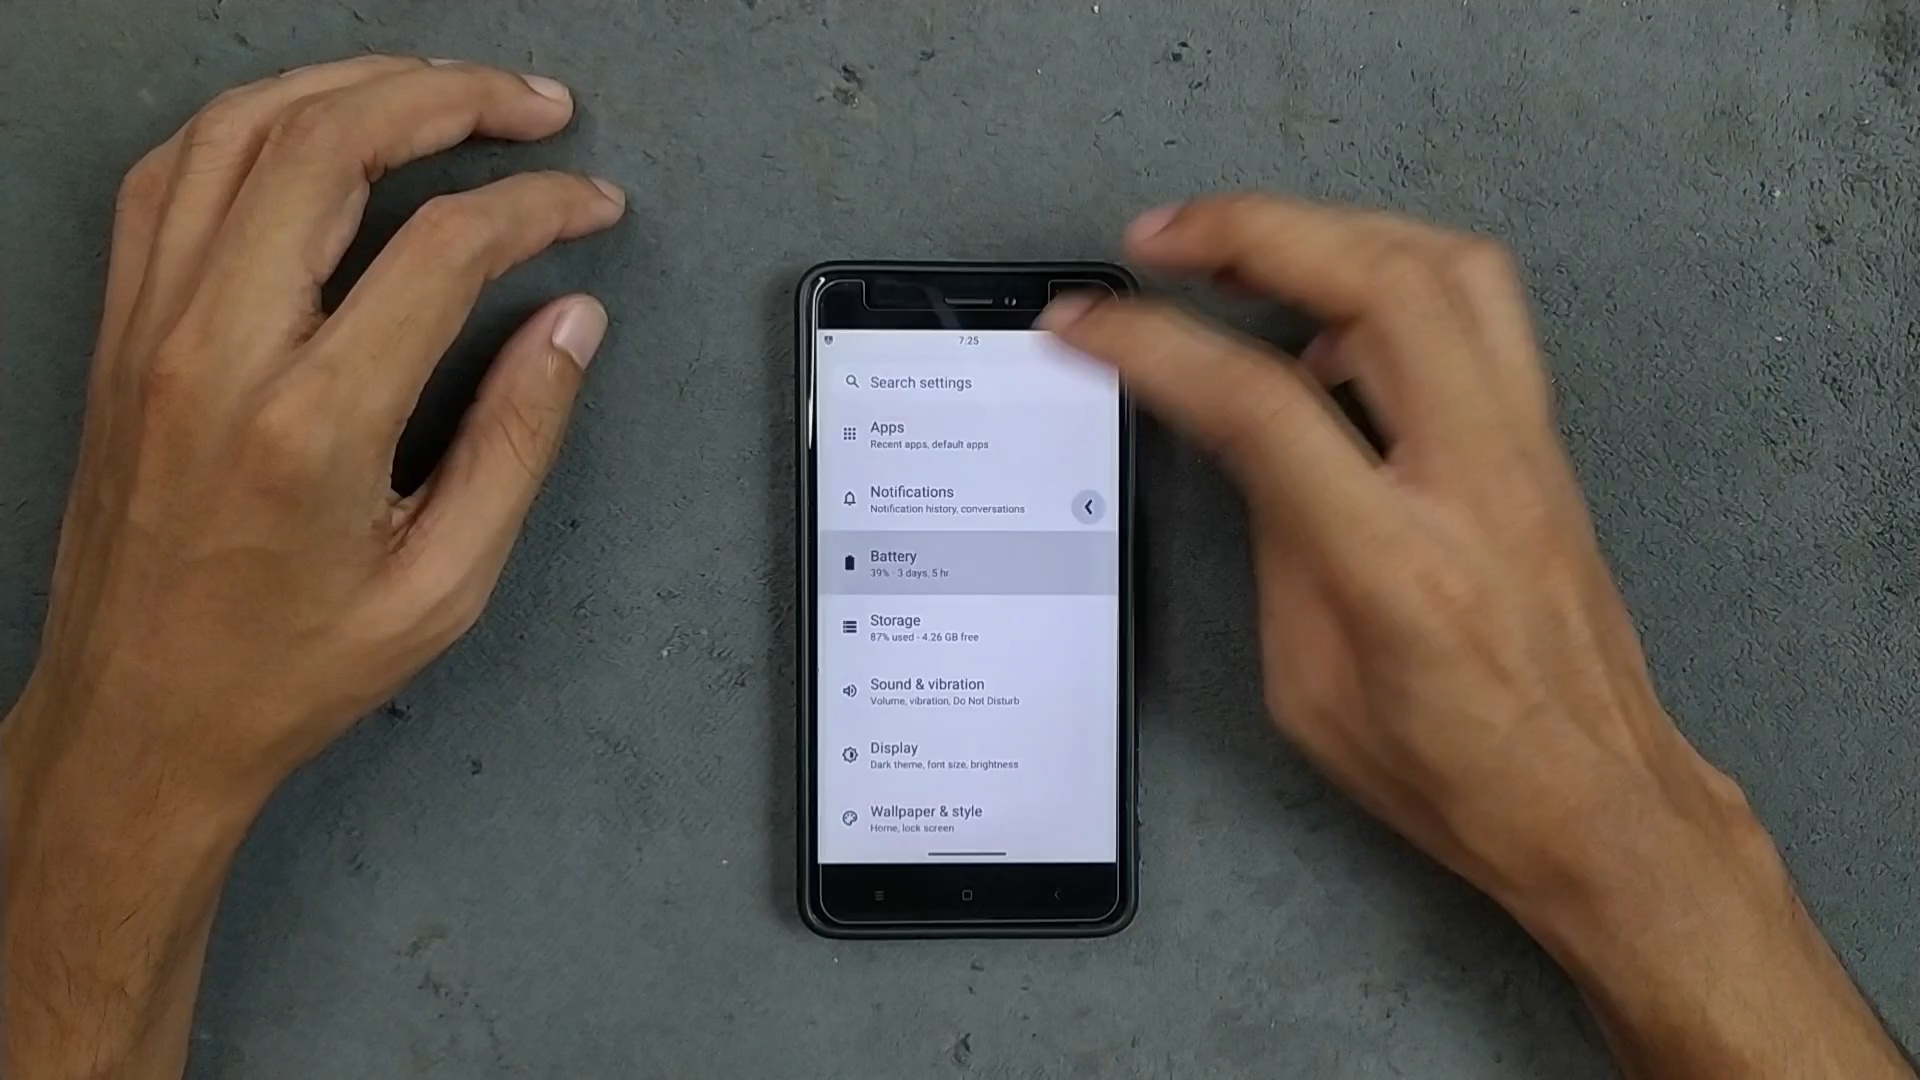 7:25
Search settings
Apps
Recent apps, default apps
Notifications
Notification history, conversations
Battery
39% - 3 days, 5 hr
Storage
87% used - 4.26 GB free
Sound & vibration
Volume, vibration, Do Not Disturb
Display
Dark theme, font size, brightness
Wallpaper & style
Home, lock screen